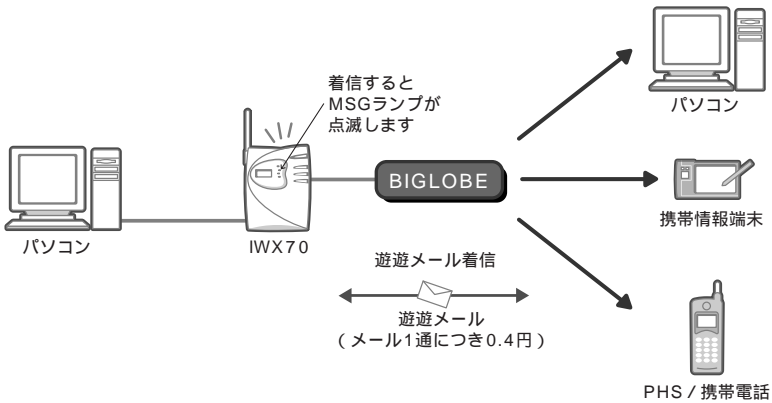 着信すると
MSGランプが
点滅します
パソコン
IWX70
BIGLOBE
パソコン
携帯情報端末
PHS/携帯電話
遊遊メール着信
遊遊メール
(メール1通につき0.4円)